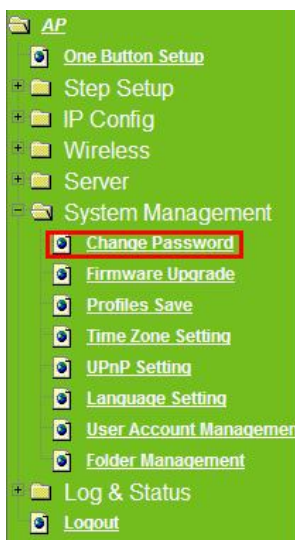 AP
One Button Setup
Step Setup
IP Config
Wireless
Server
System Management
Change Password
Firmware Upgrade
Profiles Save
Time Zone Setting
UPnP Setting
Language Setting
User Account Managemen
Folder Management
Log & Status
Logout